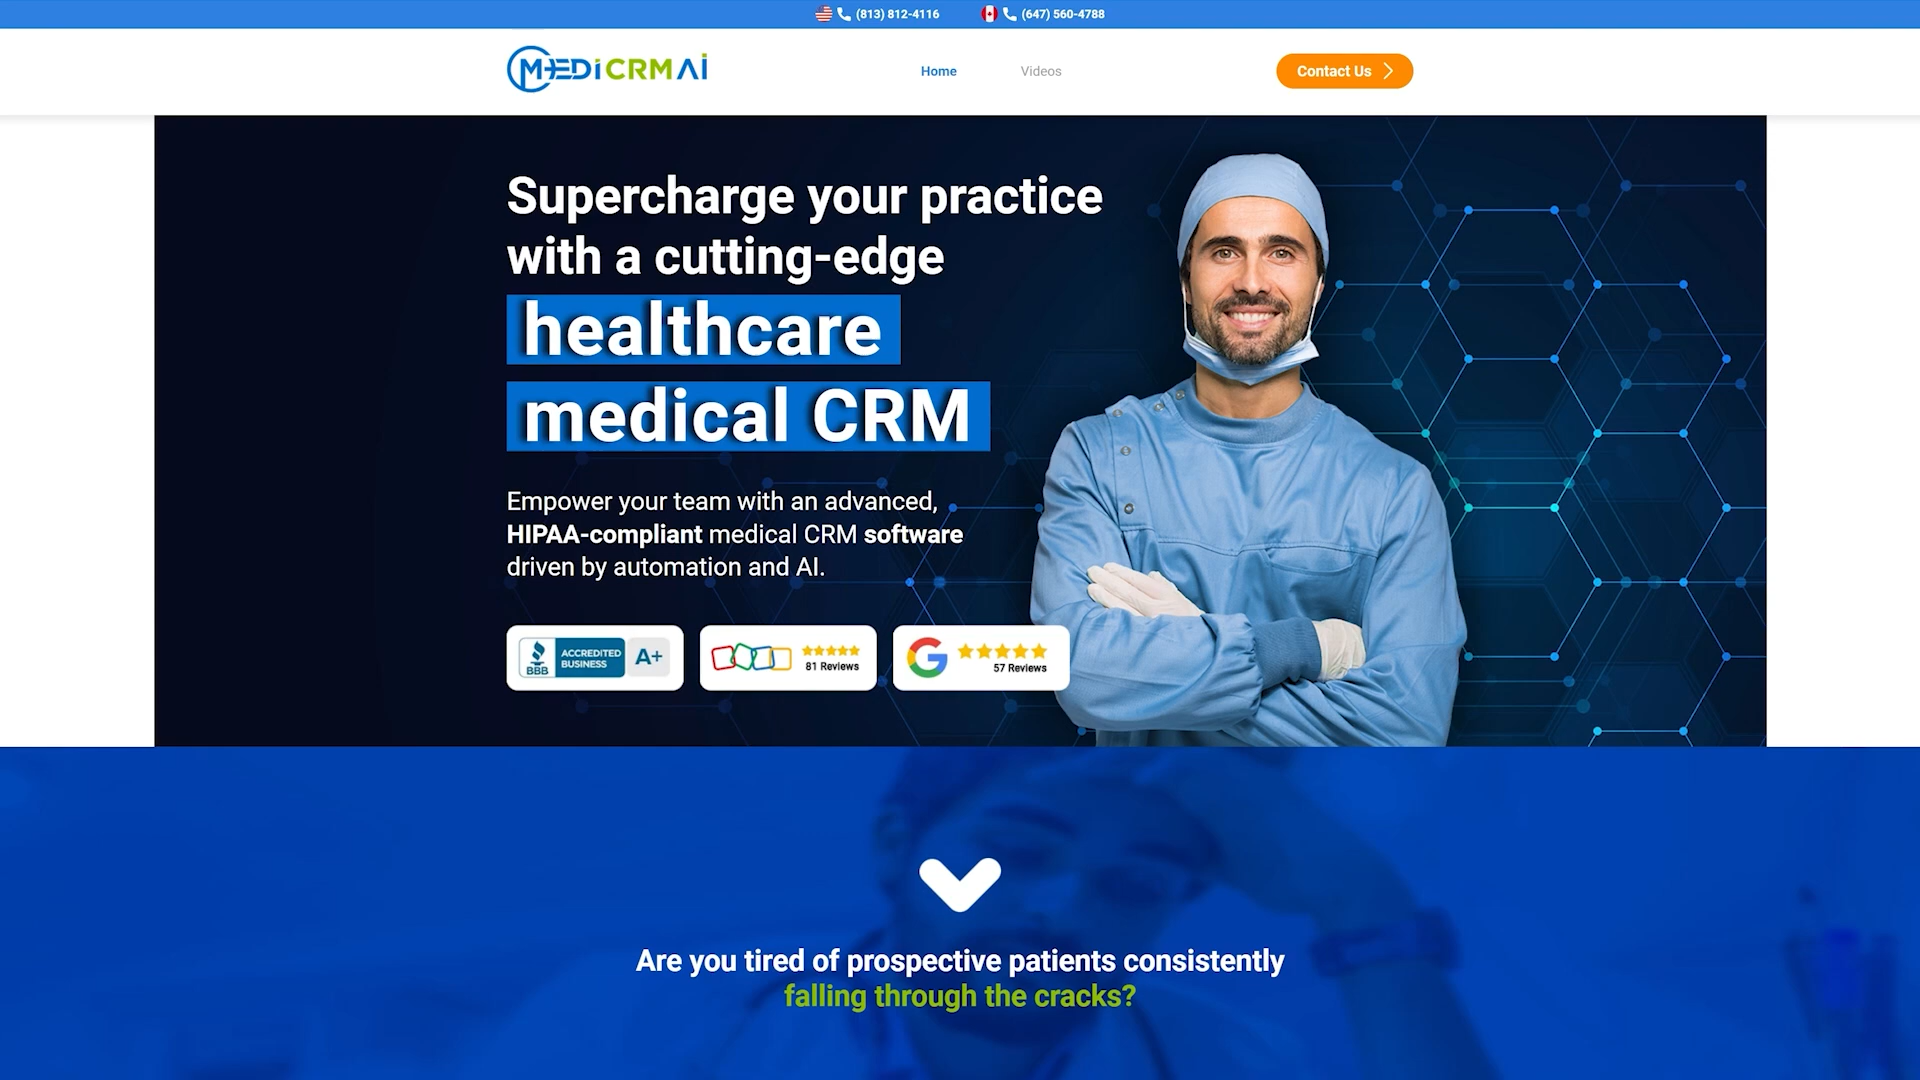 (813) 812-4116
(647) 560-4788
MEDiCRM AI
Home
Videos
Contact Us
Supercharge your practice
with a cutting-edge
healthcare
medical CRM
Empower your team with an advanced,
HIPAA-compliant medical CRM software
driven by automation and AI.
BBB
ACCREDITED
BUSINESS
A+
81 Reviews
57 Reviews
Are you tired of prospective patients consistently
falling through the cracks?